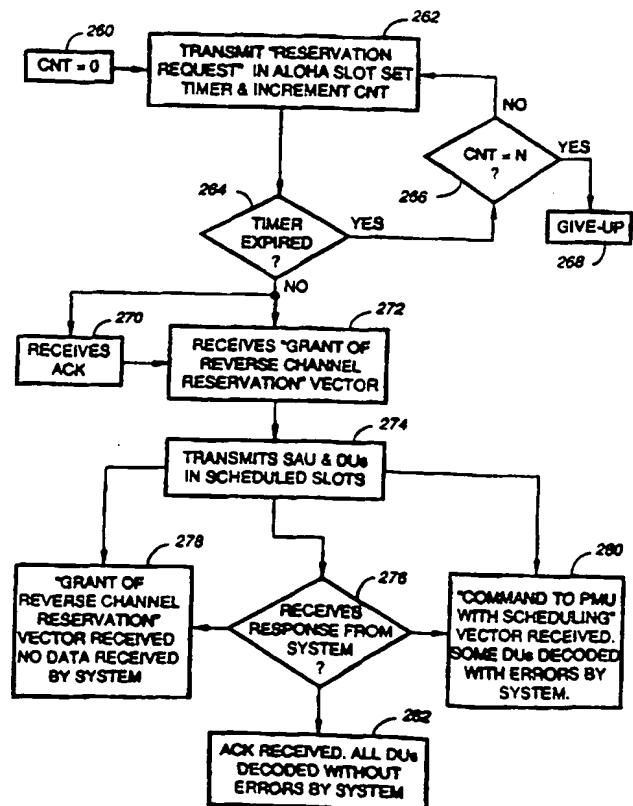 260
CNT = 0
262
TRANSMIT "RESERVATION
REQUEST" IN ALOHA SLOT SET
TIMER & INCREMENT CNT
NO
CNT = N
?
YES
266
GIVE-UP
268
264
TIMER
EXPIRED
?
YES
NO
270
RECEIVES
ACK
272
RECEIVES "GRANT OF
REVERSE CHANNEL
RESERVATION" VECTOR
274
TRANSMITS SAU & DUs
IN SCHEDULED SLOTS
278
"GRANT OF
REVERSE CHANNEL
RESERVATION"
VECTOR RECEIVED
NO DATA RECEIVED
BY SYSTEM
276
RECEIVES
RESPONSE FROM
SYSTEM
?
280
"COMMAND TO PMU
WITH SCHEDULING"
VECTOR RECEIVED.
SOME DUs DECODED
WITH ERRORS BY
SYSTEM.
282
ACK RECEIVED. ALL DUs
DECODED WITHOUT
ERRORS BY SYSTEM